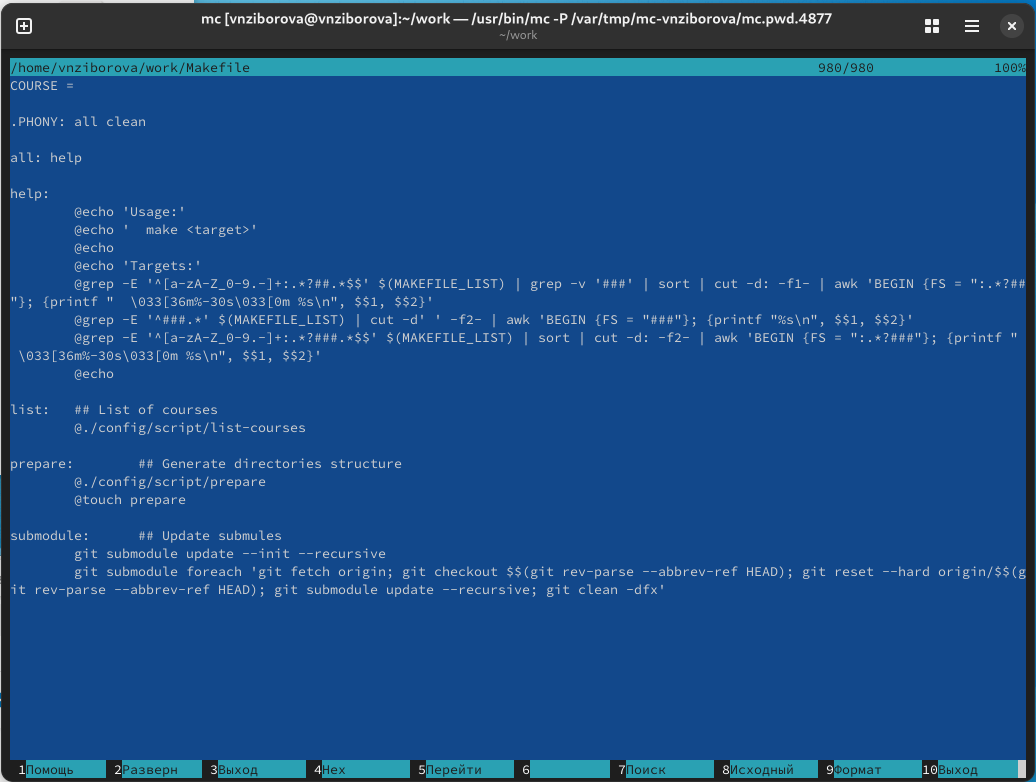 mc [vnziborova@vnziborova]:~/work — /usr/bin/mc -P /var/tmp/mc-vnziborova/mc.pwd.4877
~/work
/home/vnziborova/work/Makefile 980/980 100%
COURSE =
.PHONY: all clean
all: help
help:
@echo 'Usage:'
@echo '  make <target>'
@echo
@echo 'Targets:'
@grep -E '^[a-zA-Z_0-9.-]+:.*?##.*$$' $(MAKEFILE_LIST) | grep -v '###' | sort | cut -d: -f1- | awk 'BEGIN {FS = ":.*?##
"}; {printf "  \033[36m%-30s\033[0m %s\n", $$1, $$2}'
@grep -E '^###.*' $(MAKEFILE_LIST) | cut -d' ' -f2- | awk 'BEGIN {FS = "###"}; {printf "%s\n", $$1, $$2}'
@grep -E '^[a-zA-Z_0-9.-]+:.*?###.*$$' $(MAKEFILE_LIST) | sort | cut -d: -f2- | awk 'BEGIN {FS = ":.*?###"}; {printf "
\033[36m%-30s\033[0m %s\n", $$1, $$2}'
@echo
list: ## List of courses
@./config/script/list-courses
prepare: ## Generate directories structure
@./config/script/prepare
@touch prepare
submodule: ## Update submules
git submodule update --init --recursive
git submodule foreach 'git fetch origin; git checkout $$(git rev-parse --abbrev-ref HEAD); git reset --hard origin/$$(g
it rev-parse --abbrev-ref HEAD); git submodule update --recursive; git clean -dfx'
1Помощь 2Разверн 3Выход 4Hex 5Перейти 6 7Поиск 8Исходный 9Формат 10Выход